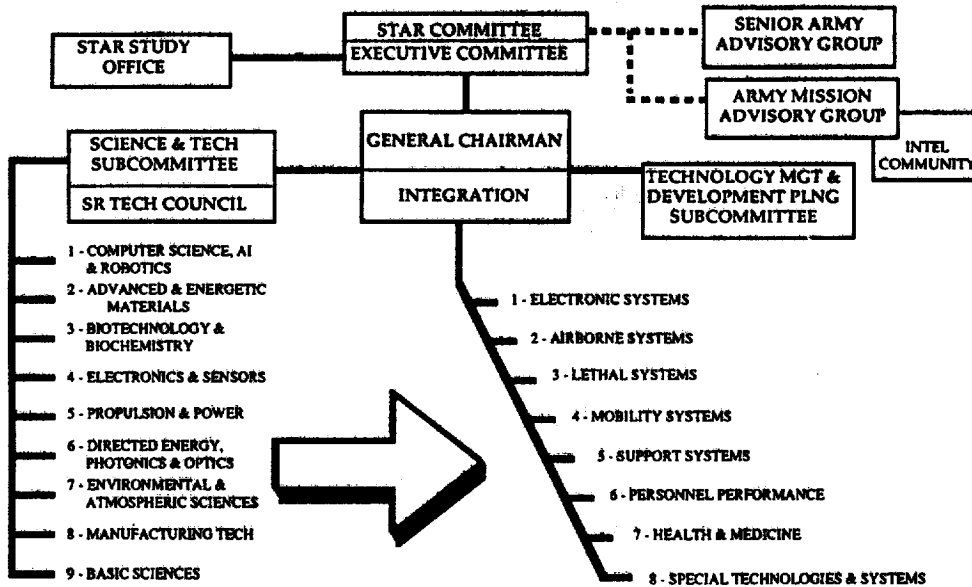 STAR STUDY
OFFICE
STAR COMMITTEE
EXECUTIVE COMMITTEE
SENIOR ARMY
ADVISORY GROUP
ARMY MISSION
ADVISORY GROUP
INTEL
COMMUNITY
SCIENCE & TECH
SUBCOMMITTEE
SR TECH COUNCIL
GENERAL CHAIRMAN
INTEGRATION
TECHNOLOGY MGT &
DEVELOPMENT PLNG
SUBCOMMITTEE
1 - COMPUTER SCIENCE, AI
& ROBOTICS
2 - ADVANCED & ENERGETIC
MATERIALS
3 - BIOTECHNOLOGY &
BIOCHEMISTRY
4 - ELECTRONICS & SENSORS
5 - PROPULSION & POWER
6 - DIRECTED ENERGY,
PHOTONICS & OPTICS
7 - ENVIRONMENTAL &
ATMOSPHERIC SCIENCES
8 - MANUFACTURING TECH
9 - BASIC SCIENCES
1 - ELECTRONIC SYSTEMS
2 - AIRBORNE SYSTEMS
3 - LETHAL SYSTEMS
4 - MOBILITY SYSTEMS
5 - SUPPORT SYSTEMS
6 - PERSONNEL PERFORMANCE
7 - HEALTH & MEDICINE
8 - SPECIAL TECHNOLOGIES & SYSTEMS